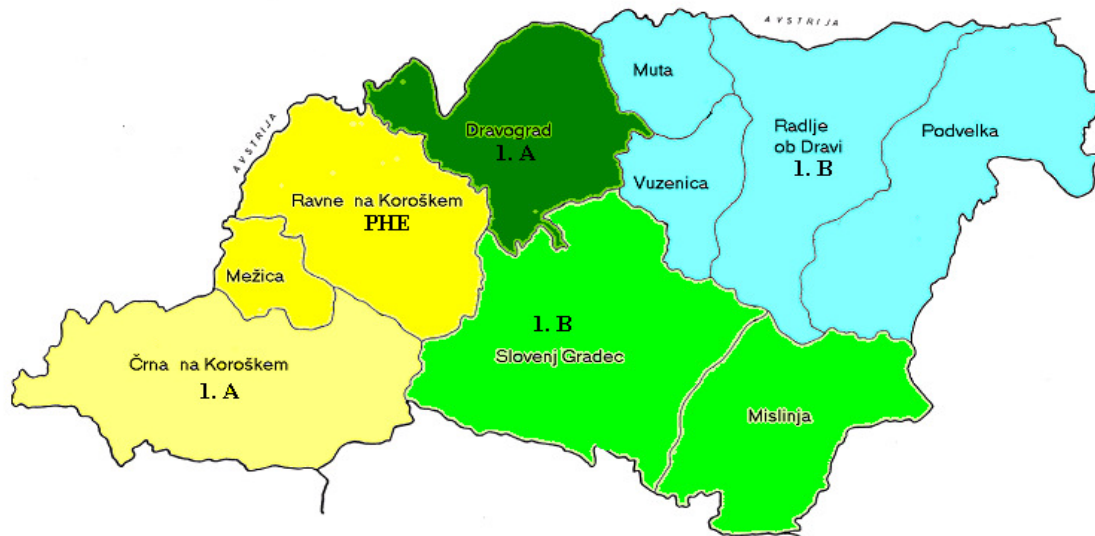 AVSTRIJA
Muta
Dravograd
1. A
Radlje
ob Dravi
1. B
Podvelka
AVSTRIJA
Vuzenica
Ravne na Koroškem
PHE
Mežica
1. B
Slovenj Gradec
Črna na Koroškem
1. A
Mislinja